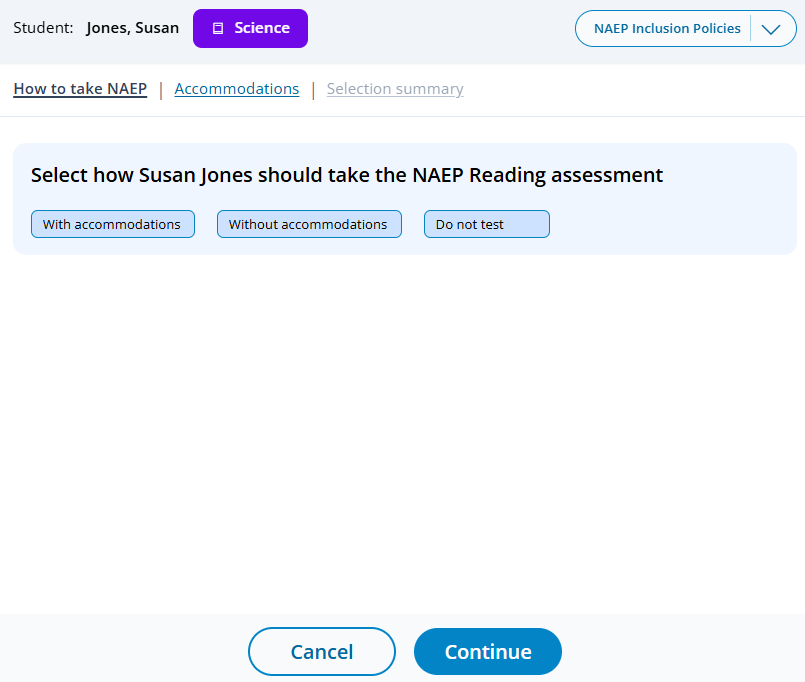 Student: Jones, Susan Science NAEP Inclusion Policies
How to take NAEP | Accommodations | Selection summary
Select how Susan Jones should take the NAEP Reading assessment
With accommodations Without accommodations Do not test
Cancel Continue